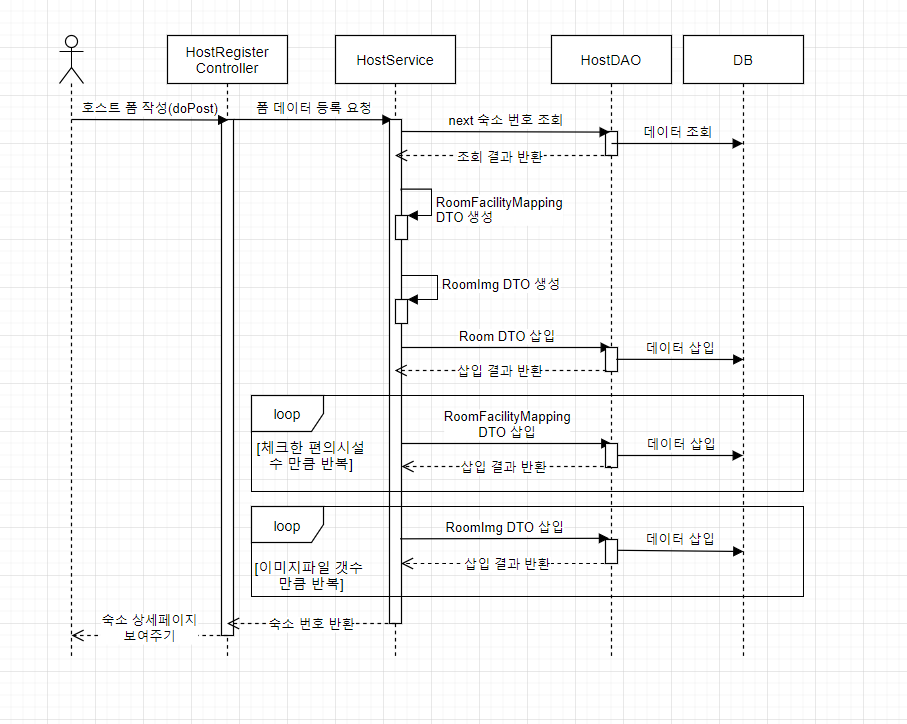 HostRegister
Controller
HostService
HostDAO
DB
호스트 폼 작성(doPost)
폼 데이터 등록 요청
next 숙소 번호 조회
데이터 조회
조회 결과 반환
RoomFacilityMapping
DTO 생성
RoomImg DTO 생성
Room DTO 삽입
데이터 삽입
삽입 결과 반환
loop
[체크한 편의시설
수 만큼 반복]
RoomFacilityMapping
DTO 삽입
데이터 삽입
삽입 결과 반환
loop
[이미지파일 갯수
만큼 반복]
RoomImg DTO 삽입
데이터 삽입
삽입 결과 반환
숙소 번호 반환
숙소 상세페이지
보여주기